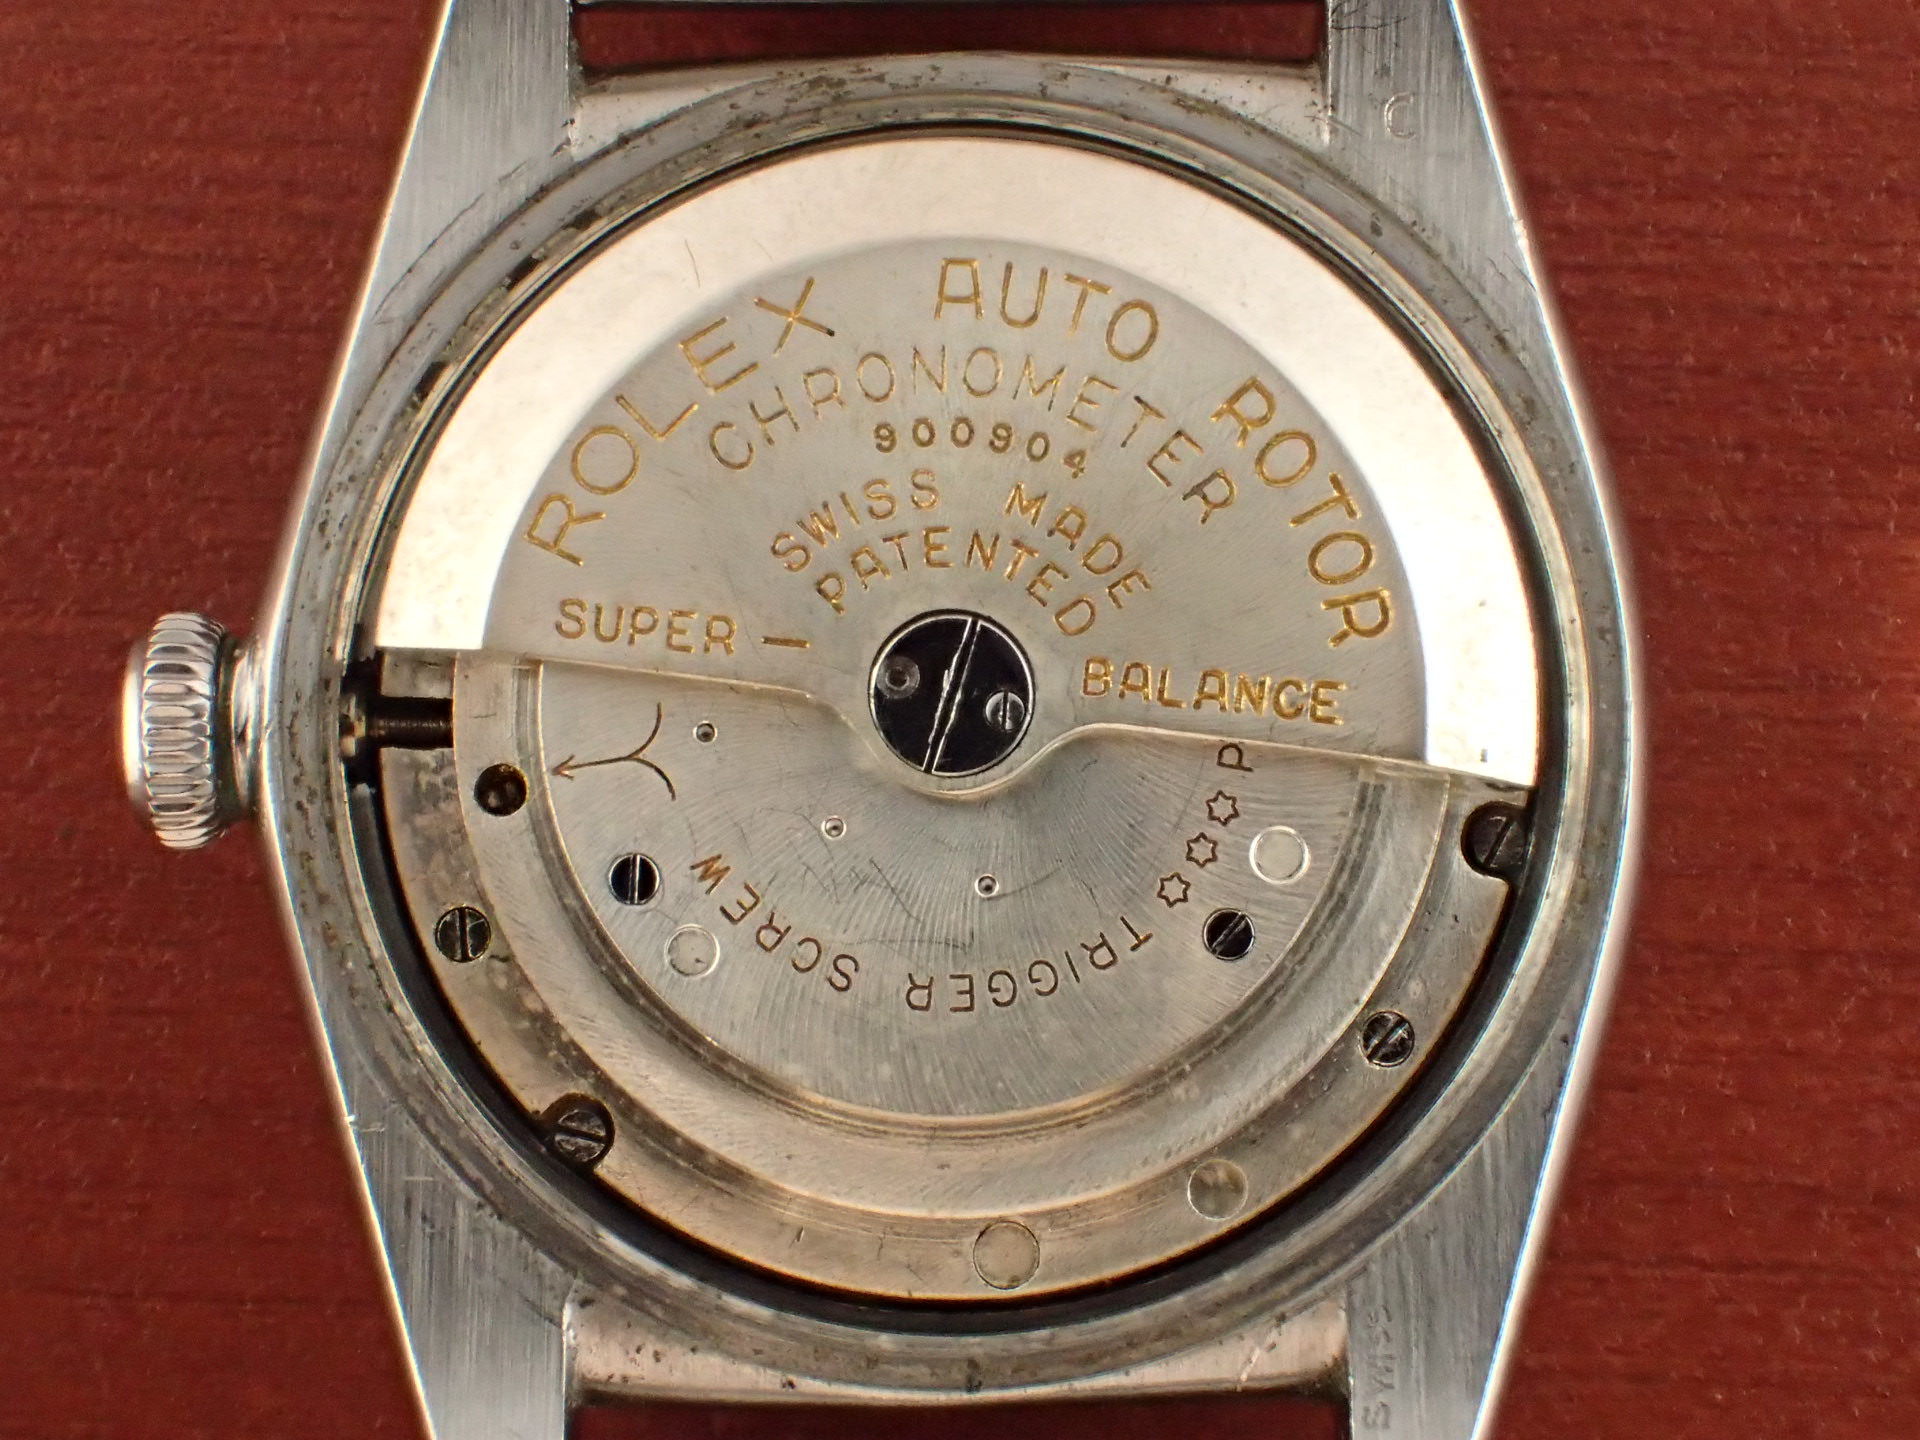 C
ROLEX AUTO ROTOR
CHRONOMETER
900904
SWISS MADE
PATENTED
SUPER – BALANCE
P
TRIGGER SCREW
SWISS